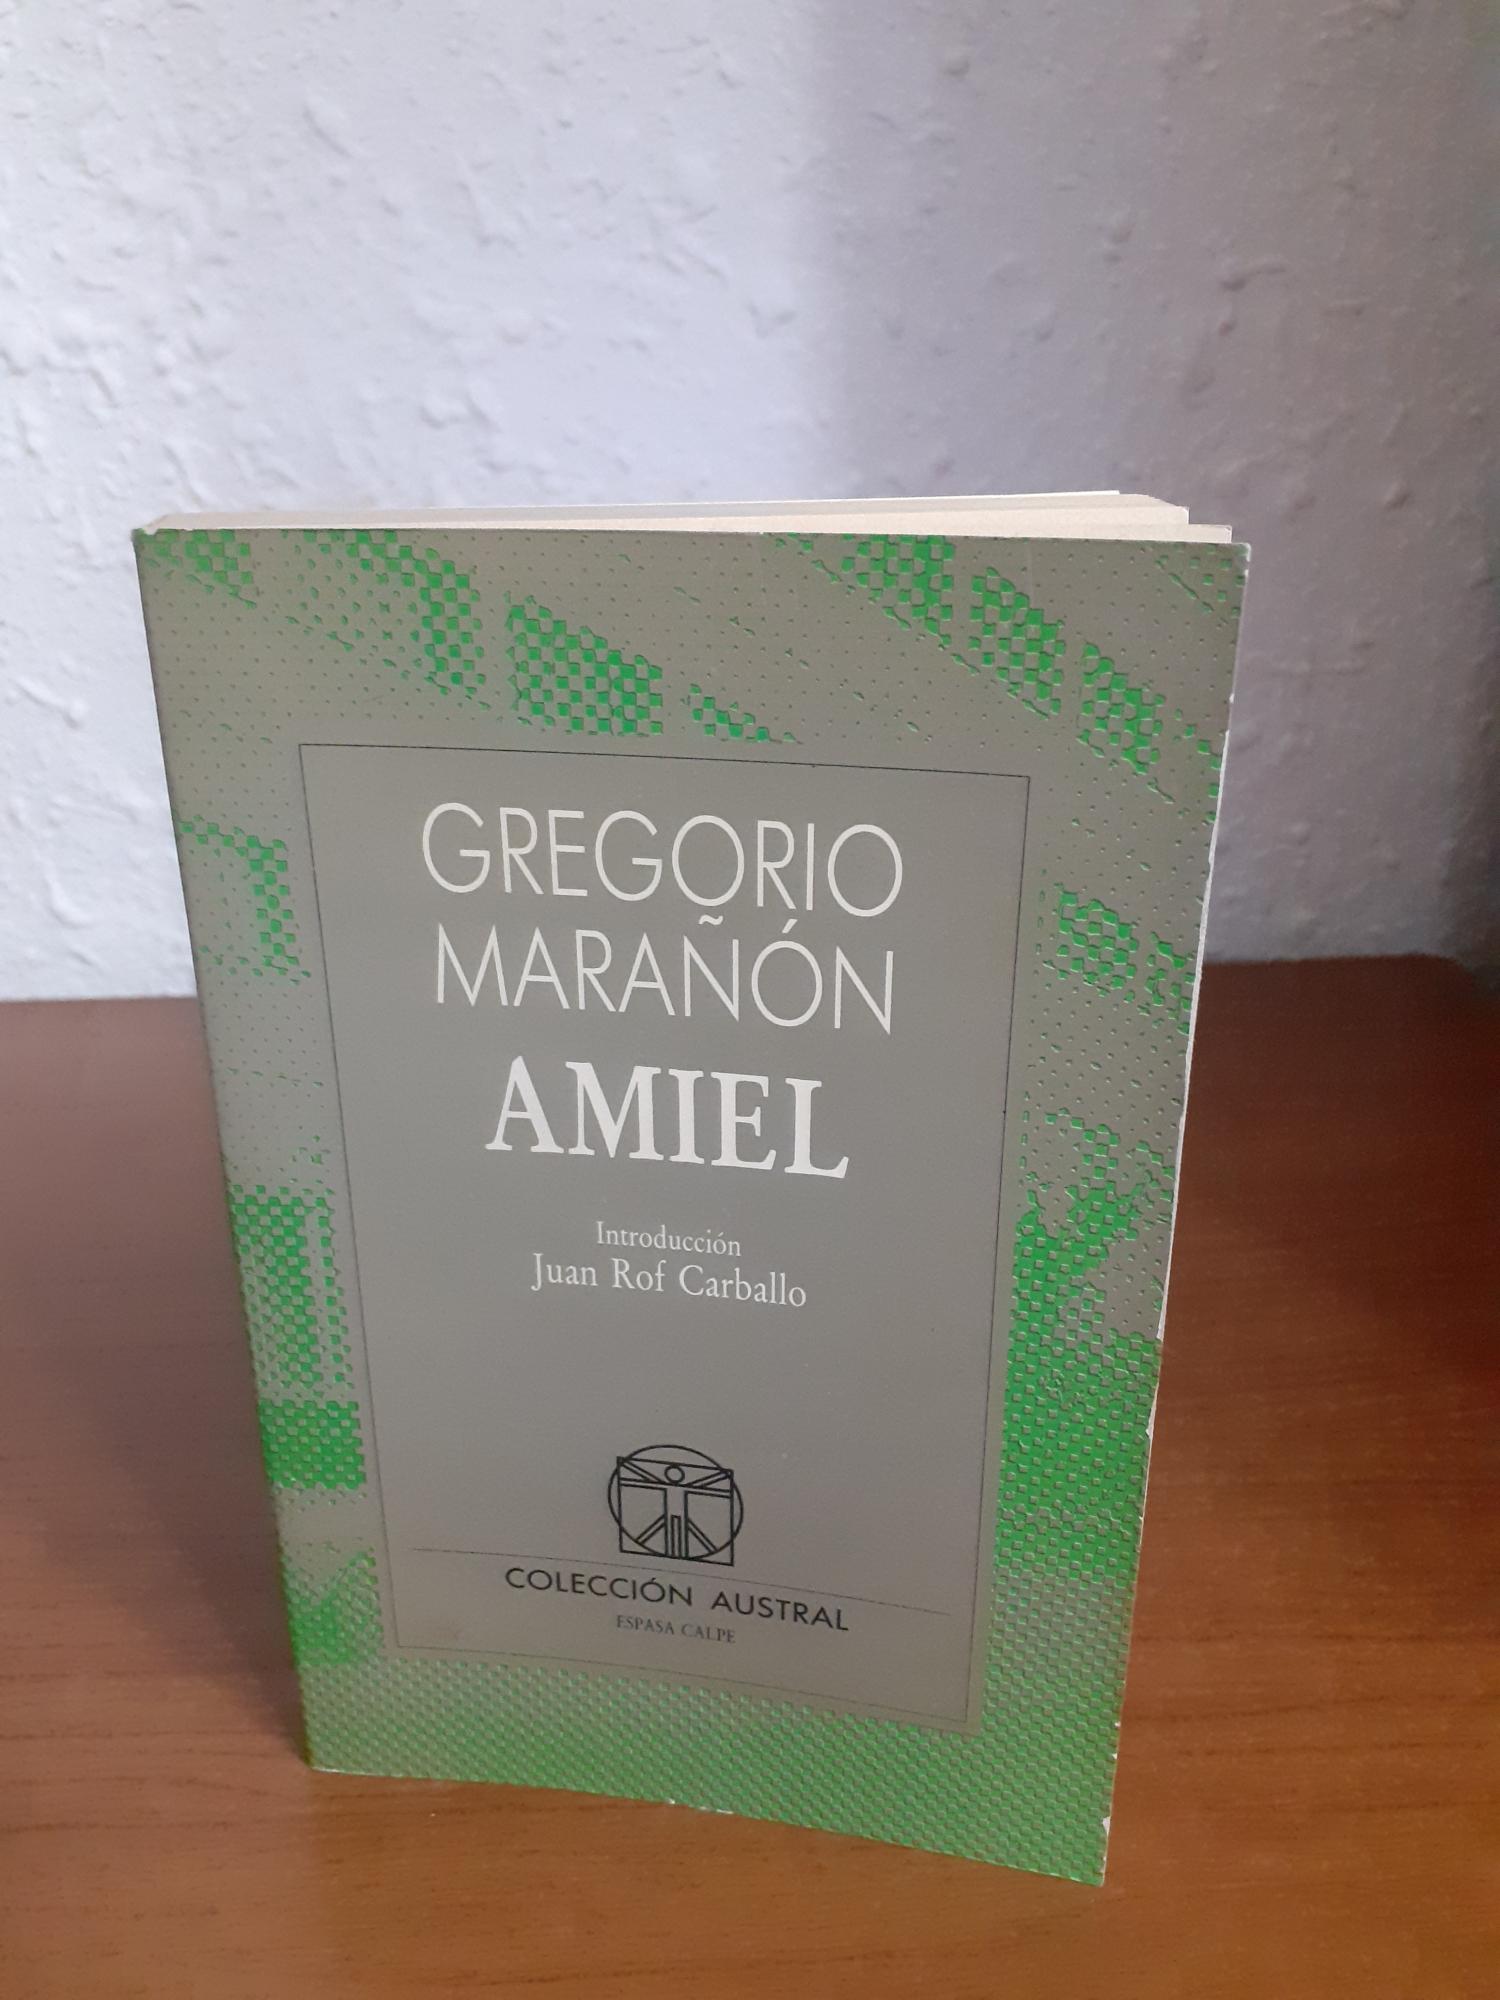 GREGORIO
MARAÑÓN
AMIEL
Introducción
Juan Rof Carballo
COLECCIÓN AUSTRAL
ESPASA CALPE